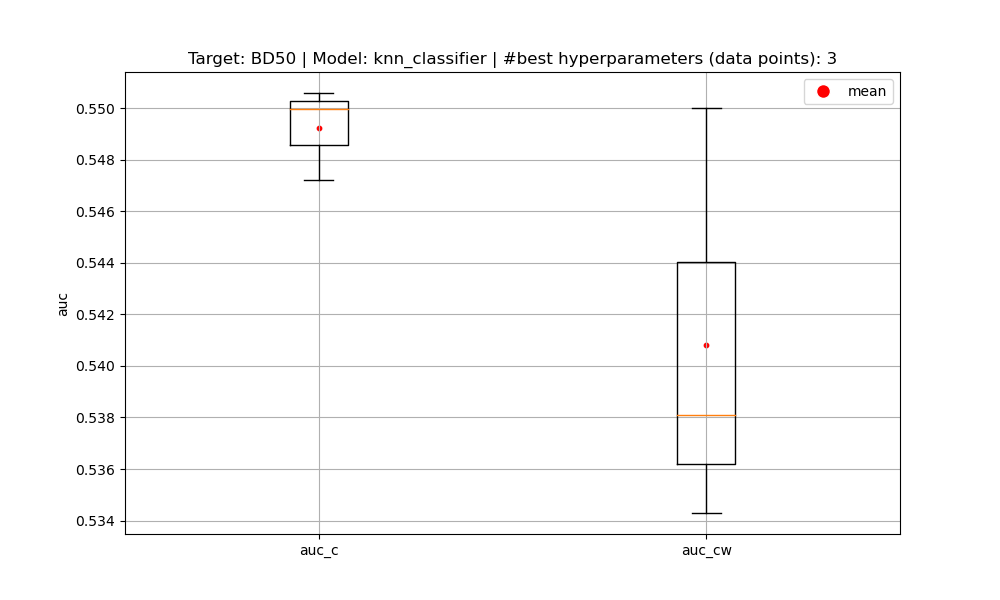 Target: BD50 | Model: knn_classifier | #best hyperparameters (data points): 3
mean
0.550
0.548
0.546
0.544
0.542
0.540
0.538
0.536
0.534
auc
auc_c
auc_cw